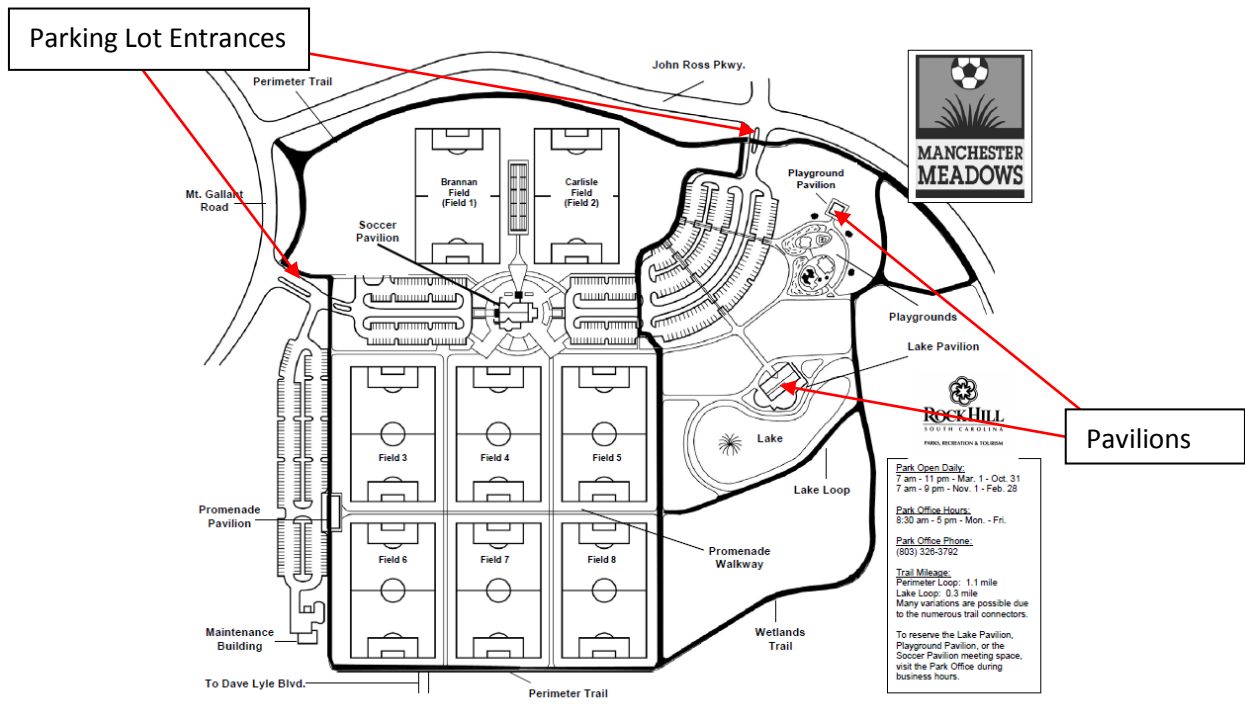 Parking Lot Entrances
Perimeter Trail
John Ross Pkwy.
MANCHESTER
MEADOWS
Playground
Pavilion
Brannan
Field
(Field 1)
Carlisle
Field
(Field 2)
Mt. Gallant
Road
Soccer
Pavilion
Playgrounds
Lake Pavilion
ROCK HILL
SOUTH CAROLINA
PARKS, RECREATION & TOURISM
Pavilions
Field 3
Field 4
Field 5
Lake
Lake Loop
Promenade
Pavilion
Promenade
Walkway
Field 6
Field 7
Field 8
Maintenance
Building
Wetlands
Trail
To Dave Lyle Blvd.
Perimeter Trail
Park Open Daily:
7 am - 11 pm - Mar. 1 - Oct. 31
7 am - 9 pm - Nov. 1 - Feb. 28
Park Office Hours:
8:30 am - 5 pm - Mon. - Fri.
Park Office Phone:
(803) 326-3792
Trail Mileage:
Perimeter Loop: 1.1 mile
Lake Loop: 0.3 mile
Many variations are possible due
to the numerous trail connectors.
To reserve the Lake Pavilion,
Playground Pavilion, or the
Soccer Pavilion meeting space,
visit the Park Office during
business hours.